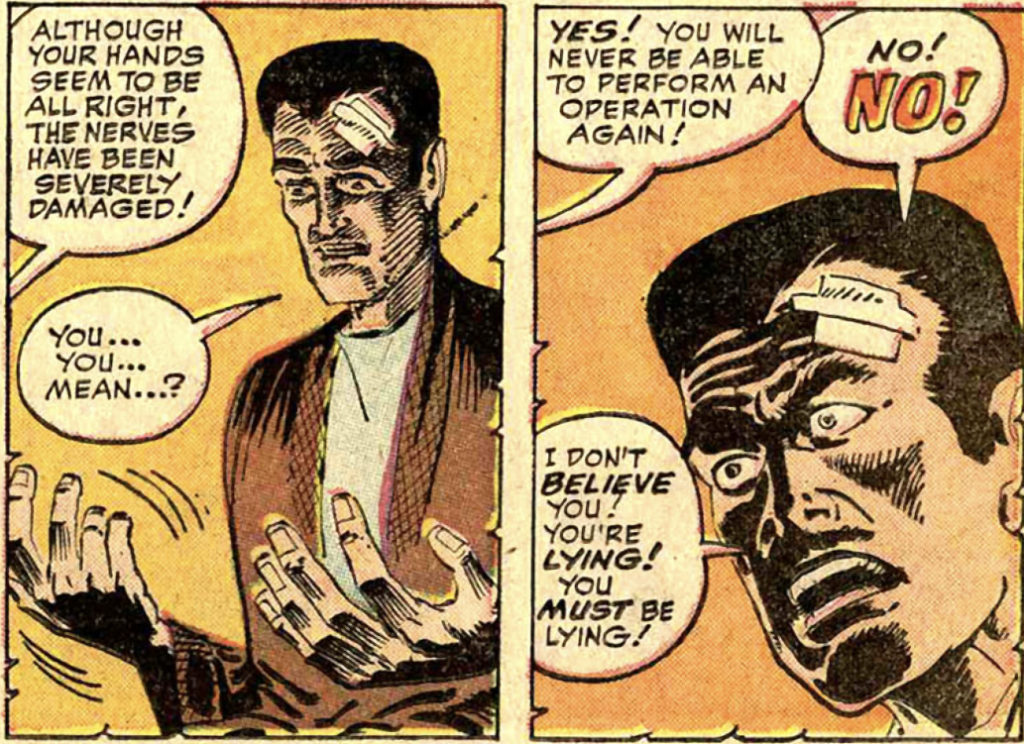 ALTHOUGH
YOUR HANDS
SEEM TO BE
ALL RIGHT,
THE NERVES
HAVE BEEN
SEVERELY
DAMAGED!
YOU...
YOU...
MEAN...?
YES! YOU WILL
NEVER BE ABLE
TO PERFORM AN
OPERATION
AGAIN!
NO!
NO!
I DON'T
BELIEVE
YOU!
YOU'RE
LYING!
YOU
MUST BE
LYING!